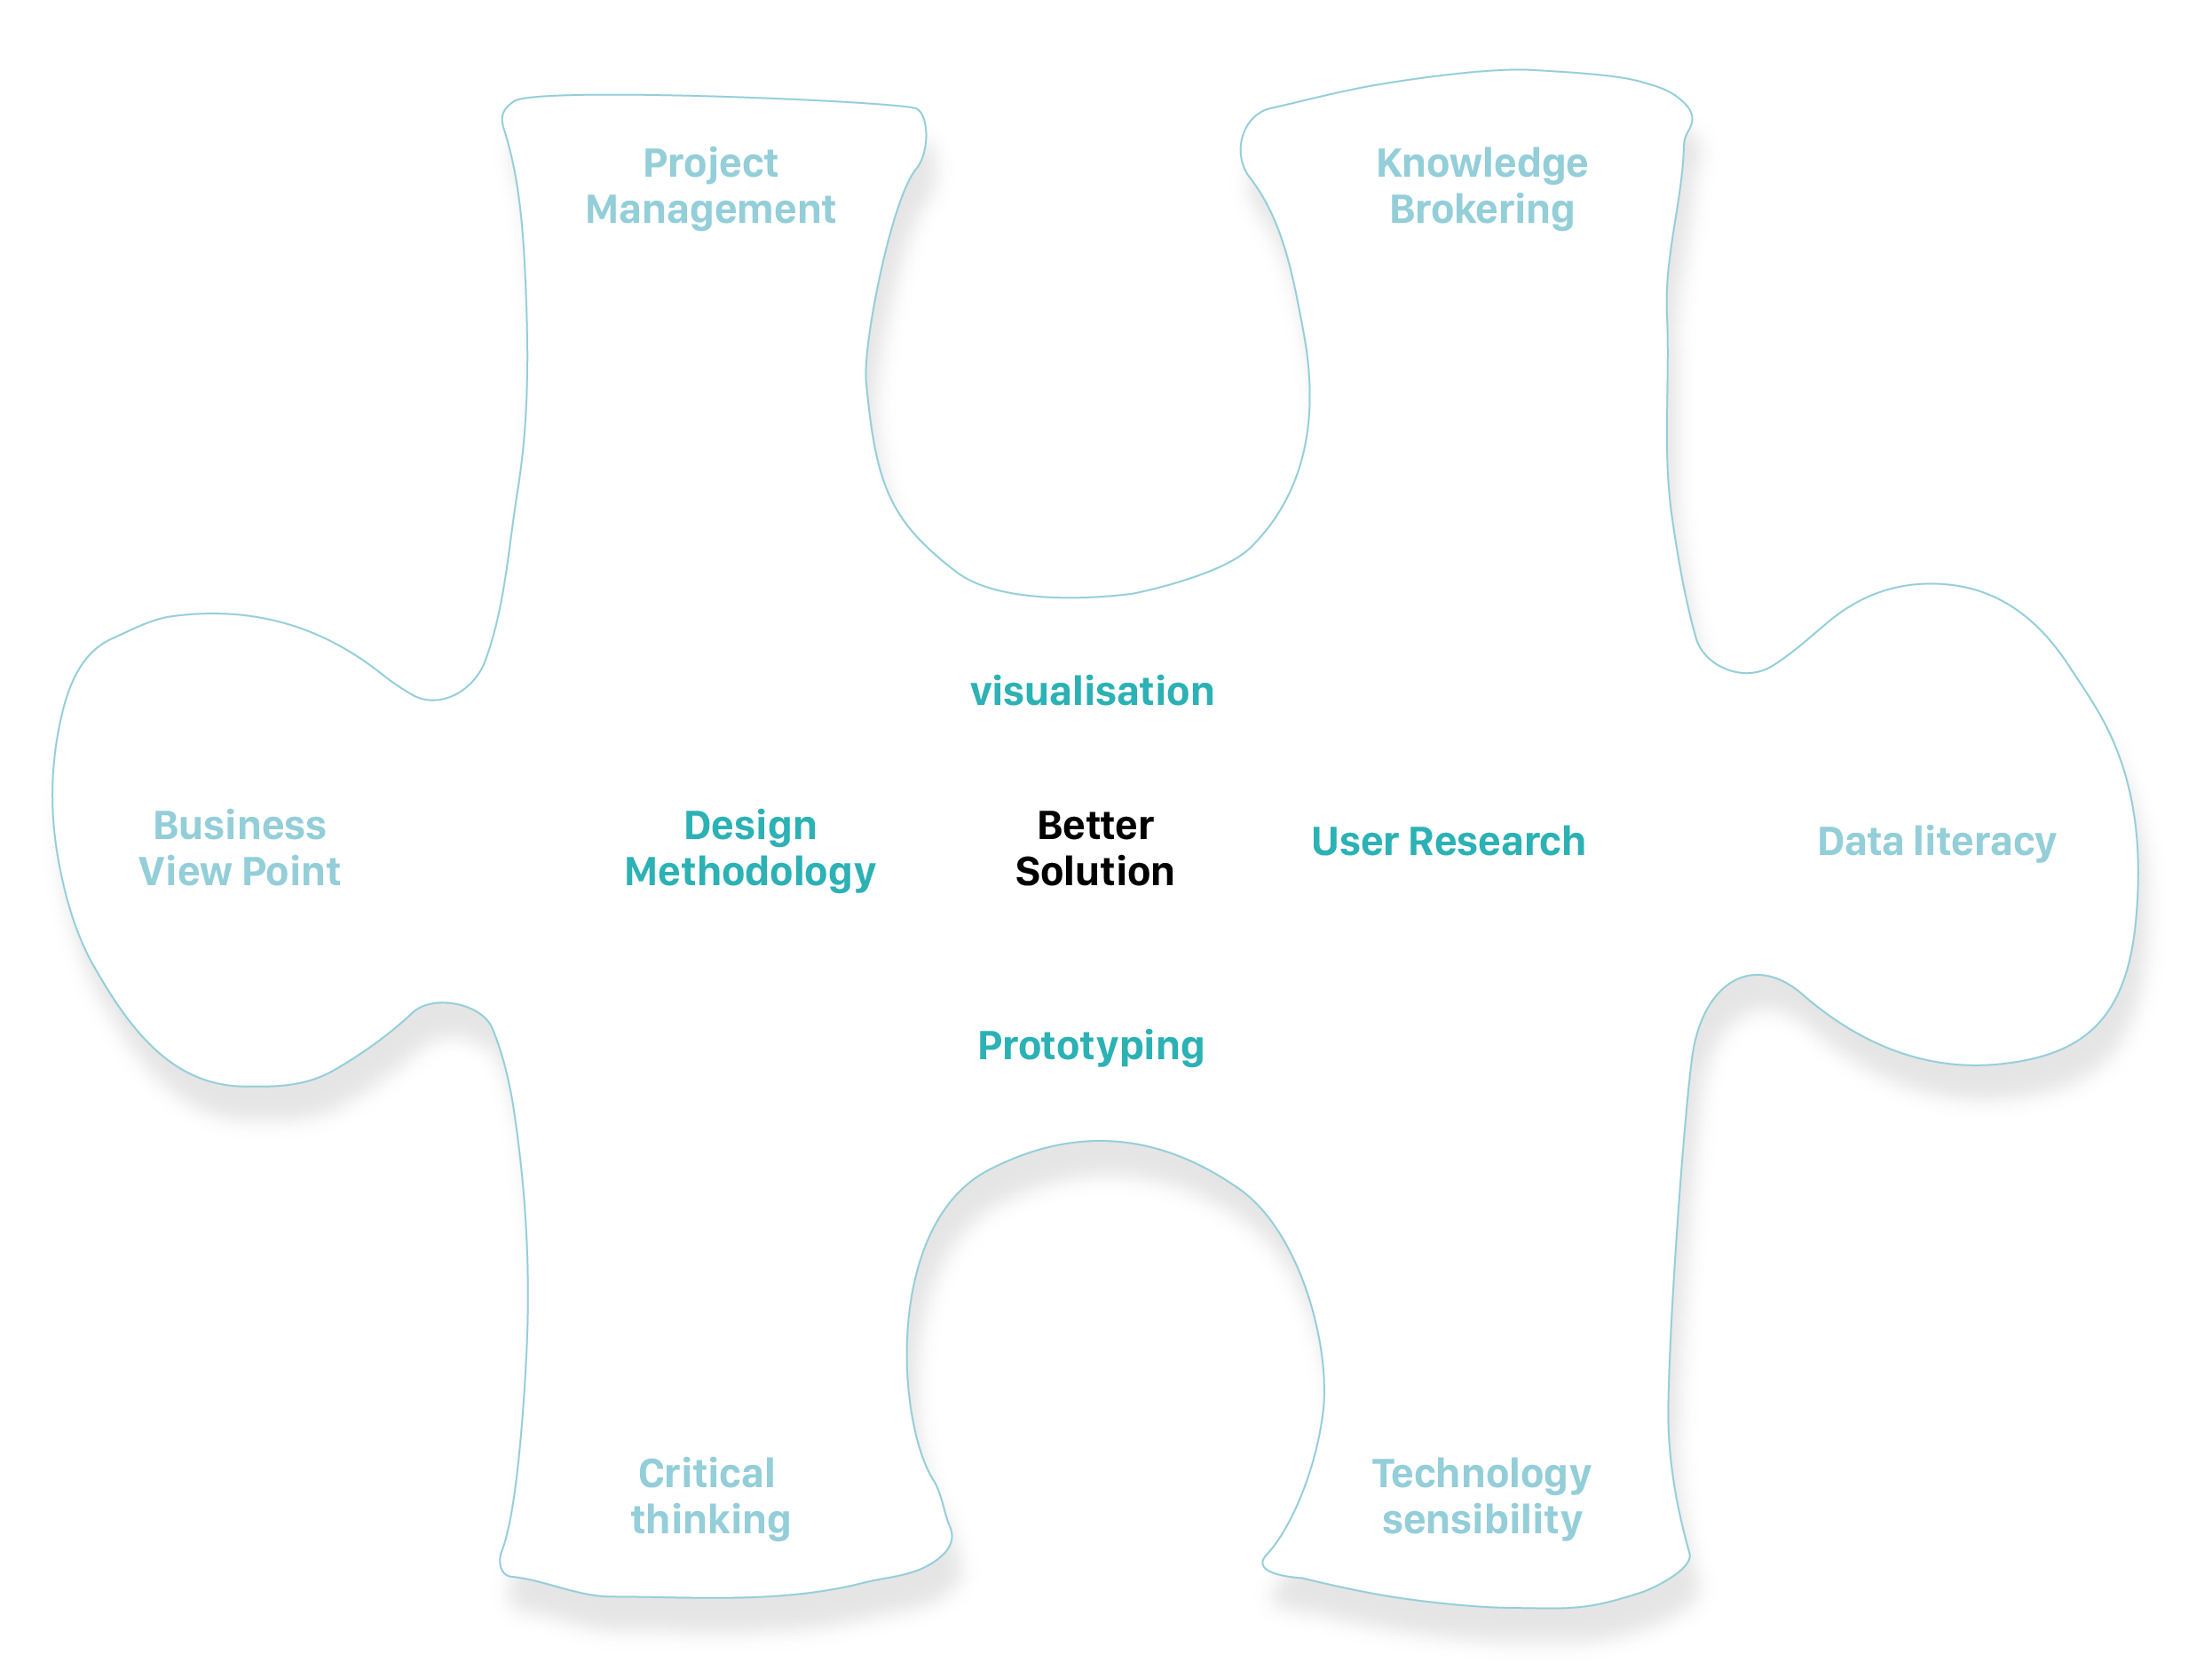 Project
Management
Knowledge
Brokering
visualisation
Business
View Point
Design
Methodology
Better
Solution
User Research
Data literacy
Prototyping
Critical
thinking
Technology
sensibility